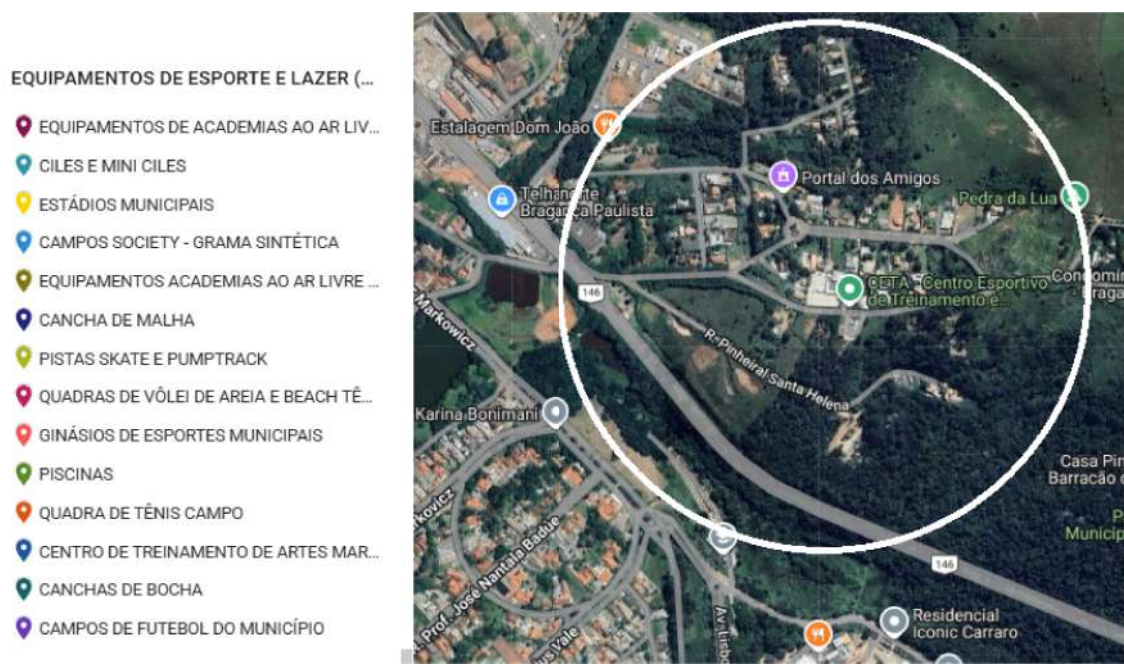 EQUIPAMENTOS DE ESPORTE E LAZER (...
EQUIPAMENTOS DE ACADEMIAS AO AR LIV...
CILES E MINI CILES
ESTÁDIOS MUNICIPAIS
CAMPOS SOCIETY - GRAMA SINTÉTICA
EQUIPAMENTOS ACADEMIAS AO AR LIVRE ...
CANCHA DE MALHA
PISTAS SKATE E PUMPTRACK
QUADRAS DE VÔLEI DE AREIA E BEACH TÊ...
GINÁSIOS DE ESPORTES MUNICIPAIS
PISCINAS
QUADRA DE TÊNIS CAMPO
CENTRO DE TREINAMENTO DE ARTES MAR...
CANCHAS DE BOCHA
CAMPOS DE FUTEBOL DO MUNICÍPIO
Estalagem Dom João
Portal dos Amigos
Telhanorte
Bragança Paulista
Pedra da Lua
CETA - Centro Esportivo
de Treinamento e...
Condomín
Braga
146
Markowicz
R. Pinheiral Santa Helena
Karina Bonimani
Casa Pin
Barracão d
P
Municip
rkovicz
R. Prof. José Nantala Badue
146
us Vale
Av. Lisbo
Residencial
Iconic Carraro